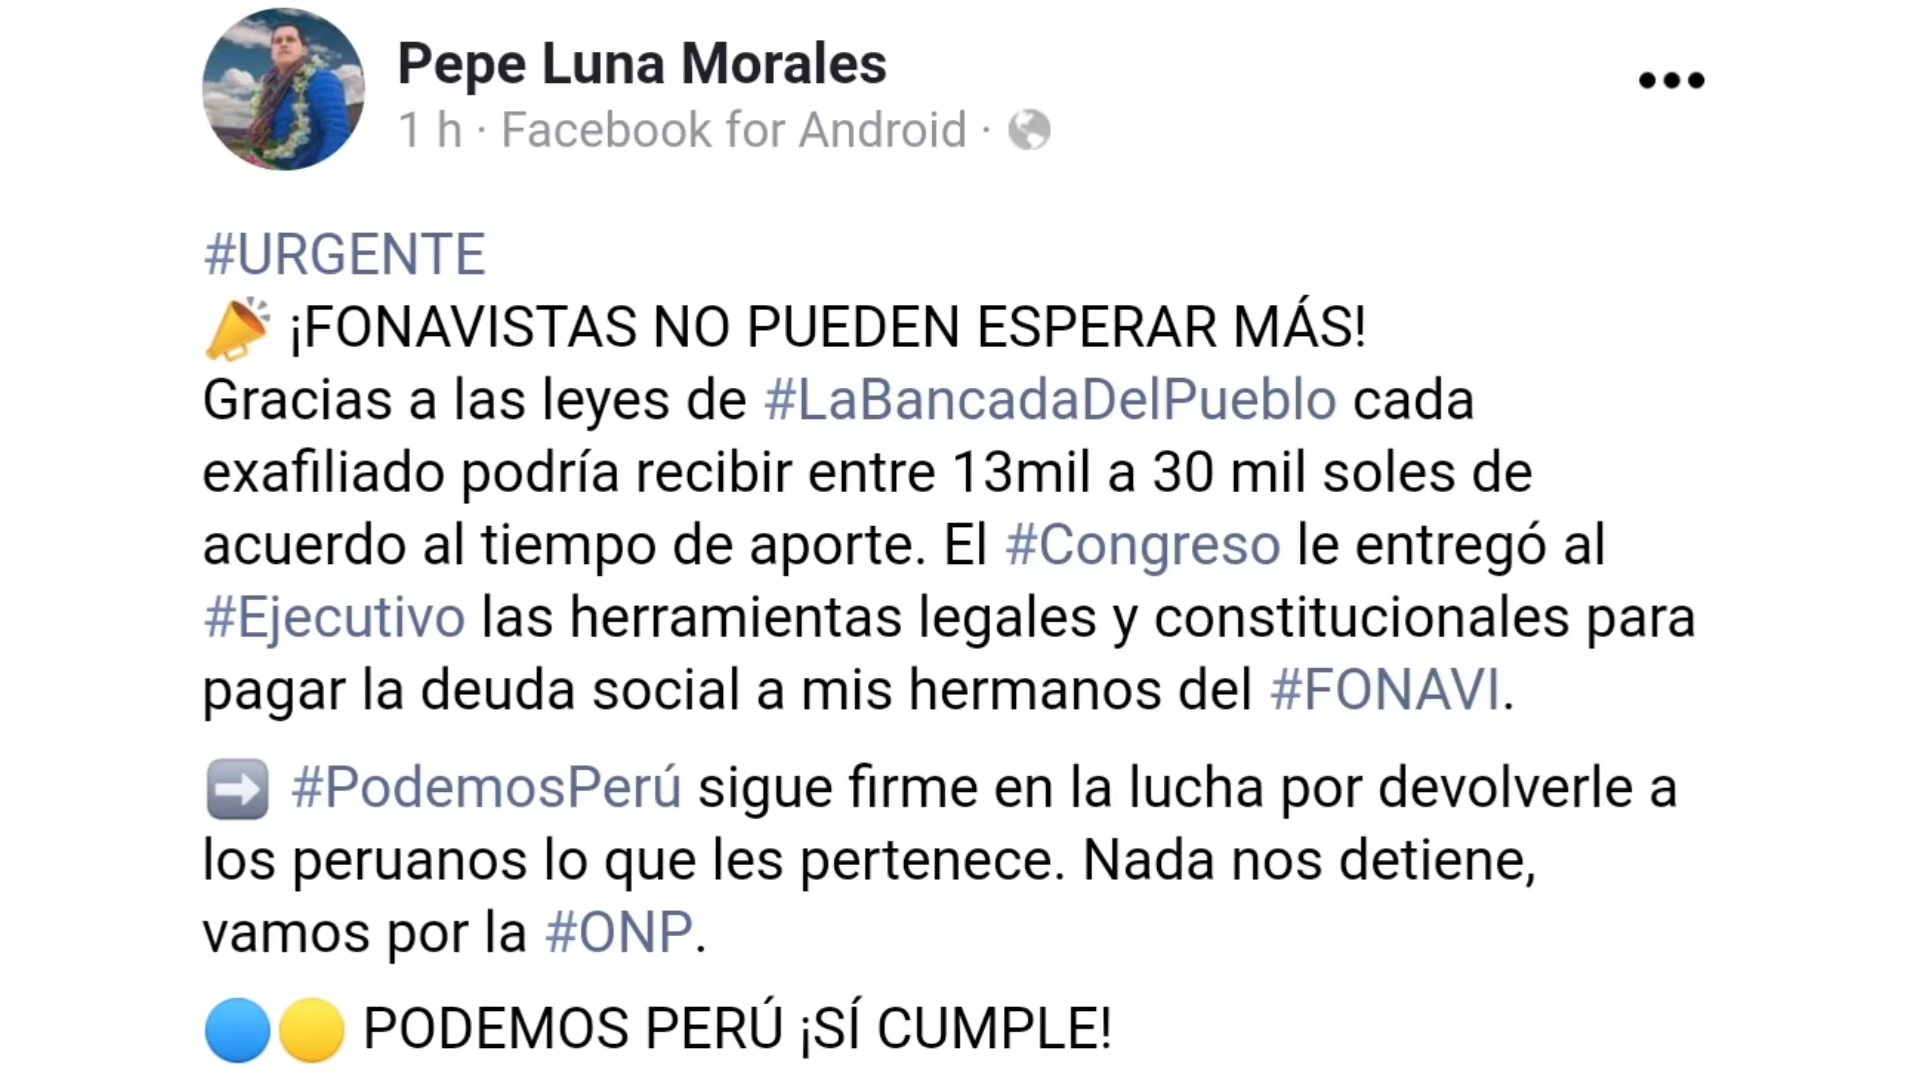 Pepe Luna Morales
1 h · Facebook for Android ·
#URGENTE
¡FONAVISTAS NO PUEDEN ESPERAR MÁS!
Gracias a las leyes de #LaBancadaDelPueblo cada
exafiliado podría recibir entre 13mil a 30 mil soles de
acuerdo al tiempo de aporte. El #Congreso le entregó al
#Ejecutivo las herramientas legales y constitucionales para
pagar la deuda social a mis hermanos del #FONAVI.
#PodemosPerú sigue firme en la lucha por devolverle a
los peruanos lo que les pertenece. Nada nos detiene,
vamos por la #ONP.
PODEMOS PERÚ ¡SÍ CUMPLE!